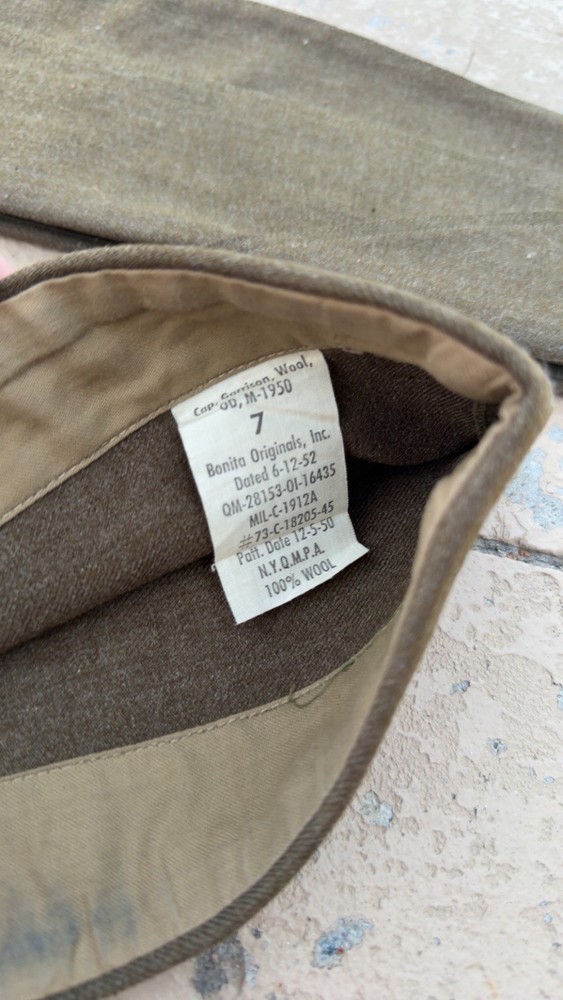 Cap, Garrison, Wool,
OD, M-1950
7
Bonita Originals, Inc.
Dated 6-12-52
QM-28153-OI-16435
MIL-C-1912A
#73-C-18205-45
Patt. Date 12-5-50
N.Y.Q.M.P.A.
100% WOOL